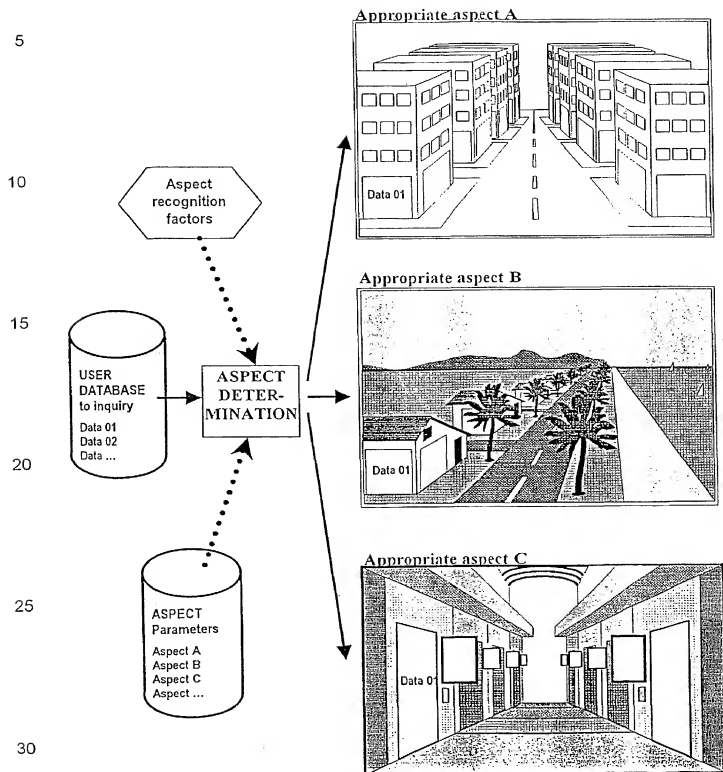 Appropriate aspect A
5
Data 01
10
Aspect
recognition
factors
Appropriate aspect B
15
USER
DATABASE
to inquiry
Data 01
Data 02
Data ...
ASPECT
DETER-
MINATION
20
Data 01
Appropriate aspect C
25
ASPECT
Parameters
Aspect A
Aspect B
Aspect C
Aspect ...
Data 01
30